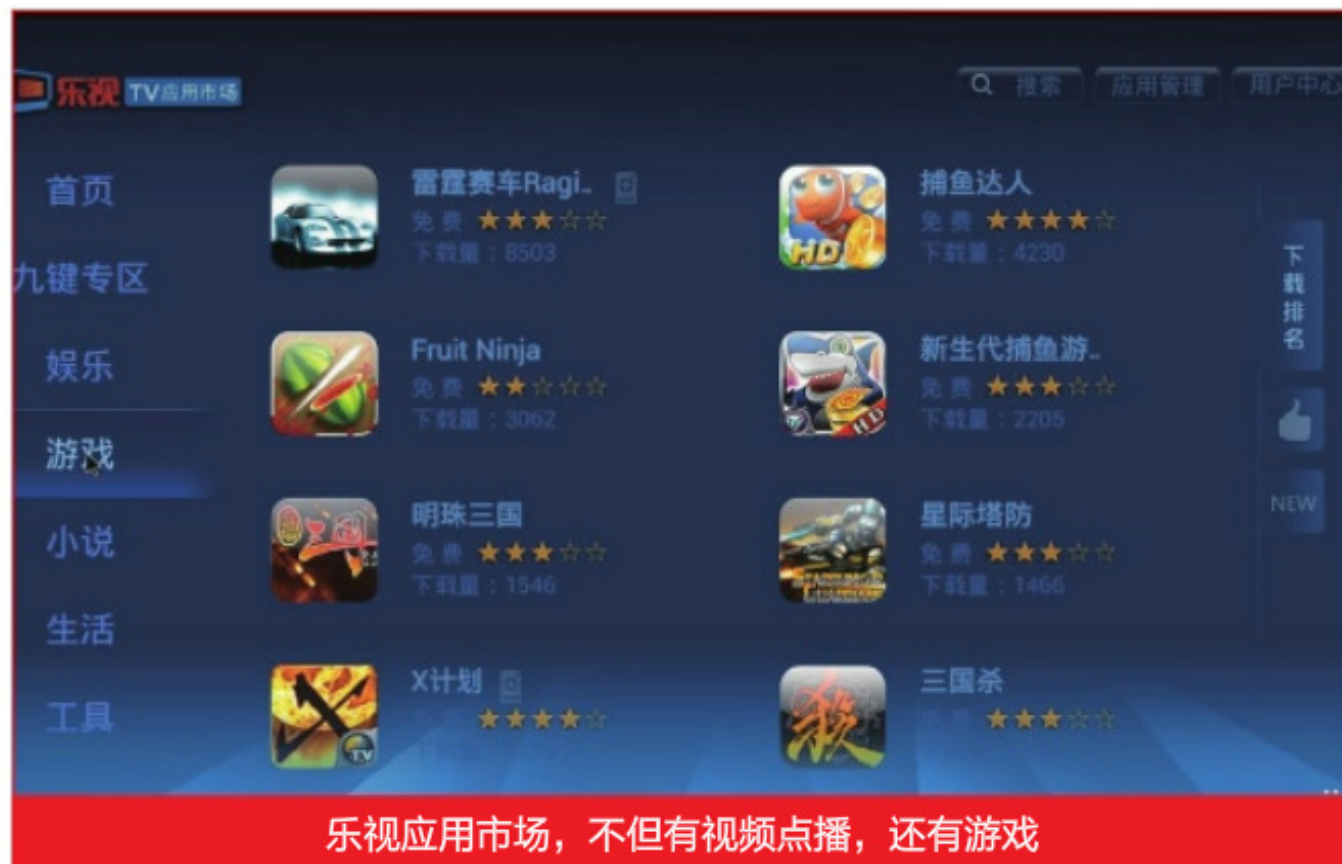 乐视 TV应用市场
搜索
应用管理
用户中心
首页
九键专区
娱乐
游戏
小说
生活
工具
雷霆赛车Ragi..
免费
下载量：8503
捕鱼达人
免费
下载量：4230
HD
Fruit Ninja
免费
下载量：3062
新生代捕鱼游..
免费
下载量：2205
HD
明珠三国
免费
下载量：1546
星际塔防
免费
下载量：1466
X计划
TV
三国杀
殺
下载排名
NEW
乐视应用市场，不但有视频点播，还有游戏